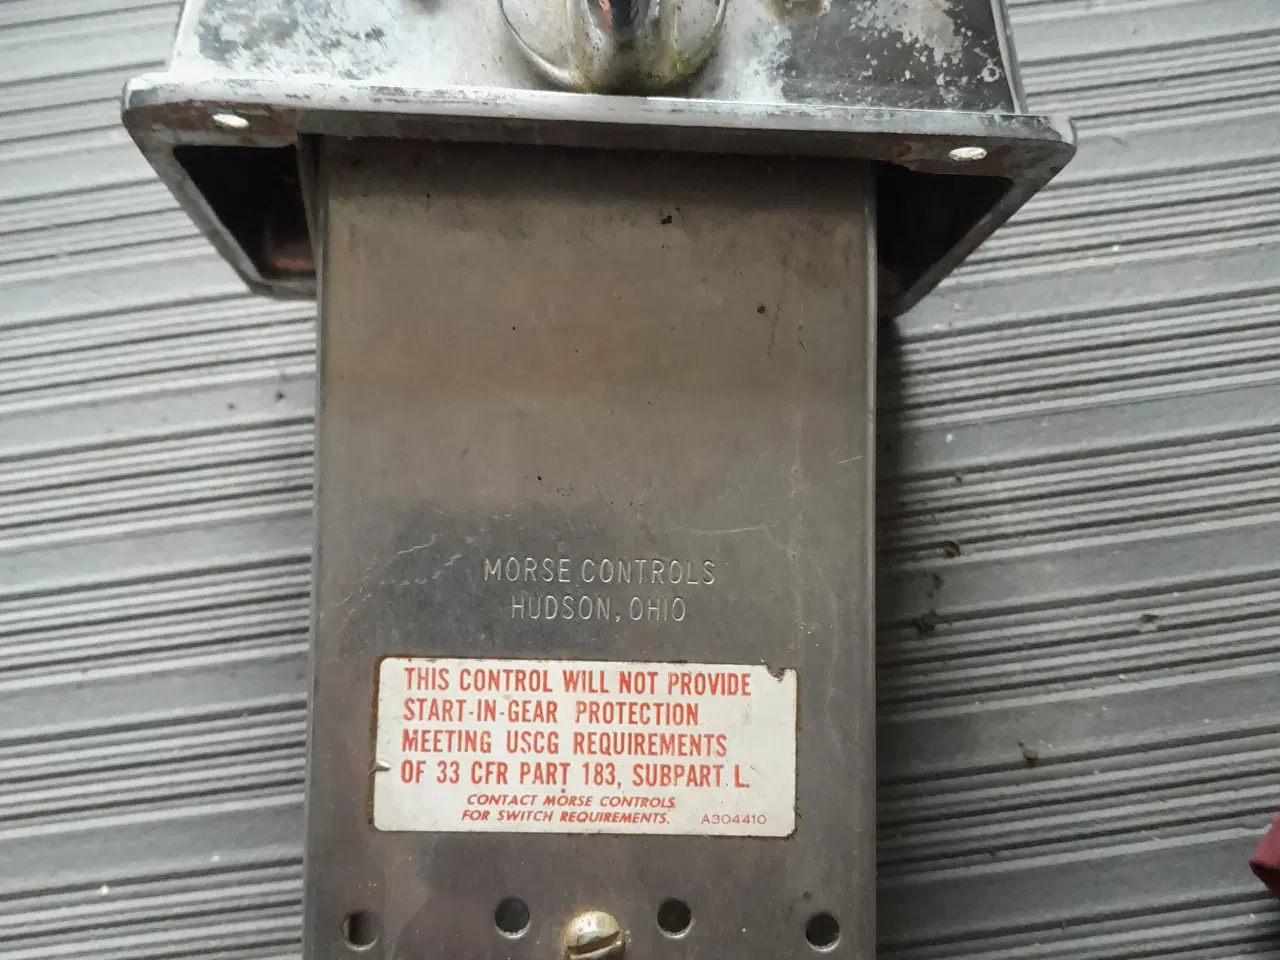 MORSE CONTROLS
HUDSON, OHIO
THIS CONTROL WILL NOT PROVIDE
START-IN-GEAR PROTECTION
MEETING USCG REQUIREMENTS
OF 33 CFR PART 183, SUBPART L.
CONTACT MORSE CONTROLS
FOR SWITCH REQUIREMENTS. A304410